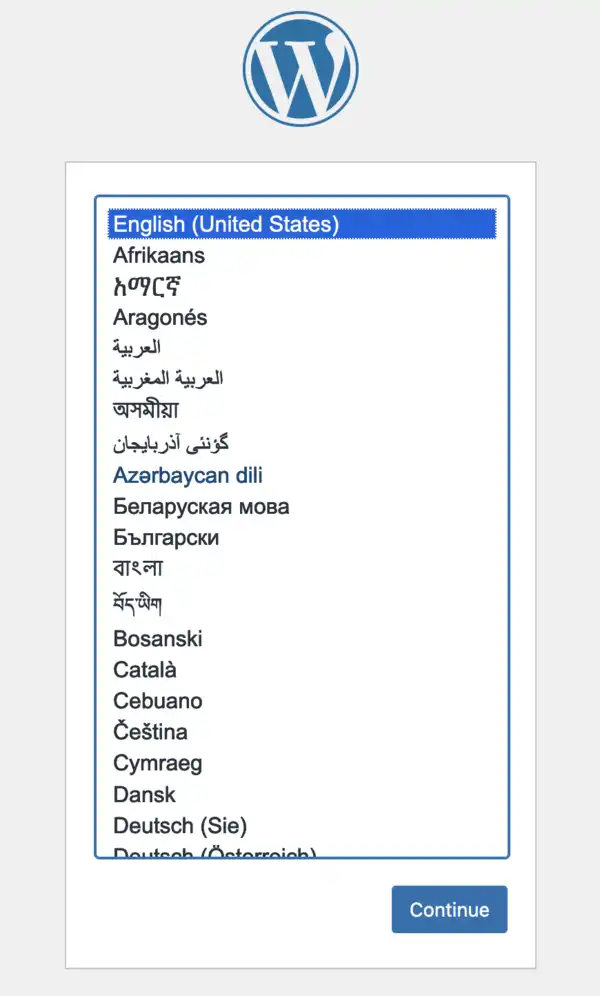 English (United States)
Afrikaans
አማርኛ
Aragonés
العربية
العربية المغربية
অসমীয়া
گؤنئی آذربایجان
Azərbaycan dili
Беларуская мова
Български
বাংলা
བོད་ཡིག
Bosanski
Català
Cebuano
Čeština
Cymraeg
Dansk
Deutsch (Sie)
Deutsch (Österreich)
Continue